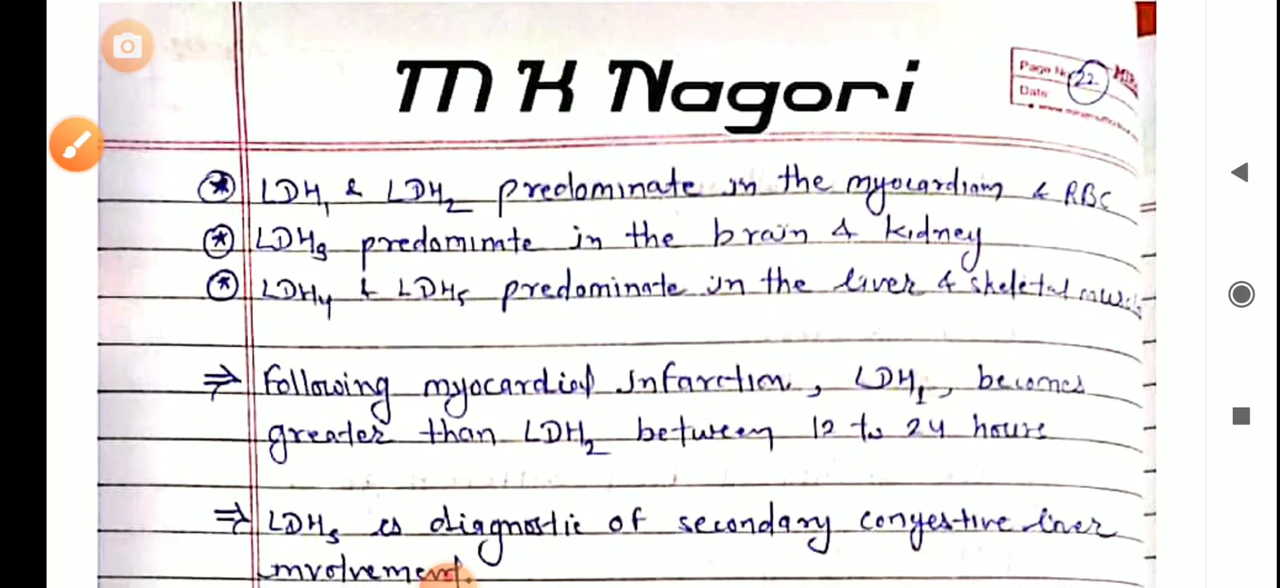 M K Nagori
Page No. 22
Date
LDH₁ & LDH₂ predominate in the myocardium & RBC
LDH₃ predominate in the brain & kidney
LDH₄ & LDH₅ predominate in the liver & skeletal muscle
⇒ Following myocardial infarction, LDH₁, becomes
greater than LDH₂ between 12 to 24 hours
⇒ LDH₅ is diagnostic of secondary congestive liver
involvement.